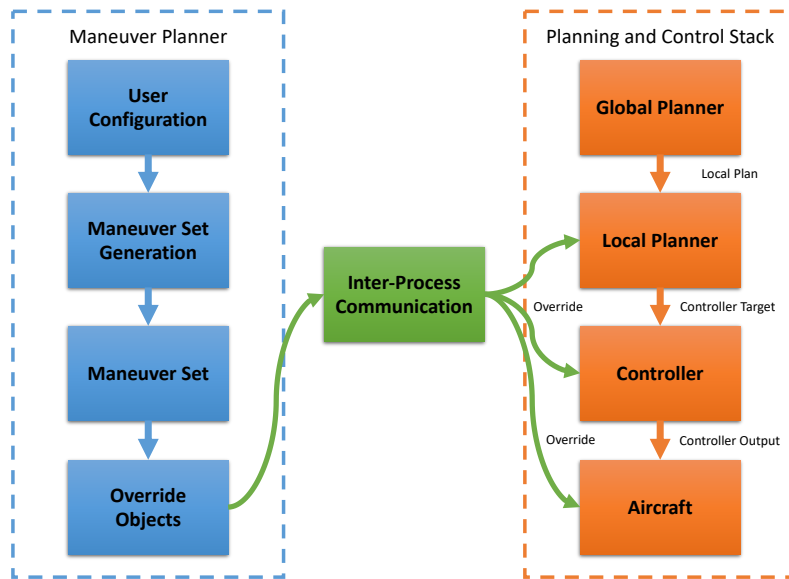 Maneuver Planner
User
Configuration
Maneuver Set
Generation
Maneuver Set
Override
Objects
Inter-Process
Communication
Planning and Control Stack
Global Planner
Local Plan
Local Planner
Override
Controller Target
Controller
Override
Controller Output
Aircraft